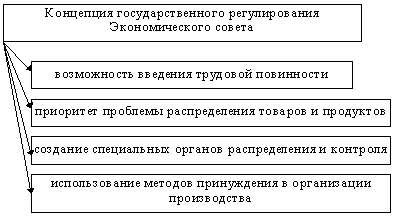 Концепция государственного регулирования
Экономического совета
возможность введения трудовой повинности
приоритет проблемы распределения товаров и продуктов
создание специальных органов распределения и контроля
использование методов принуждения в организации
производства